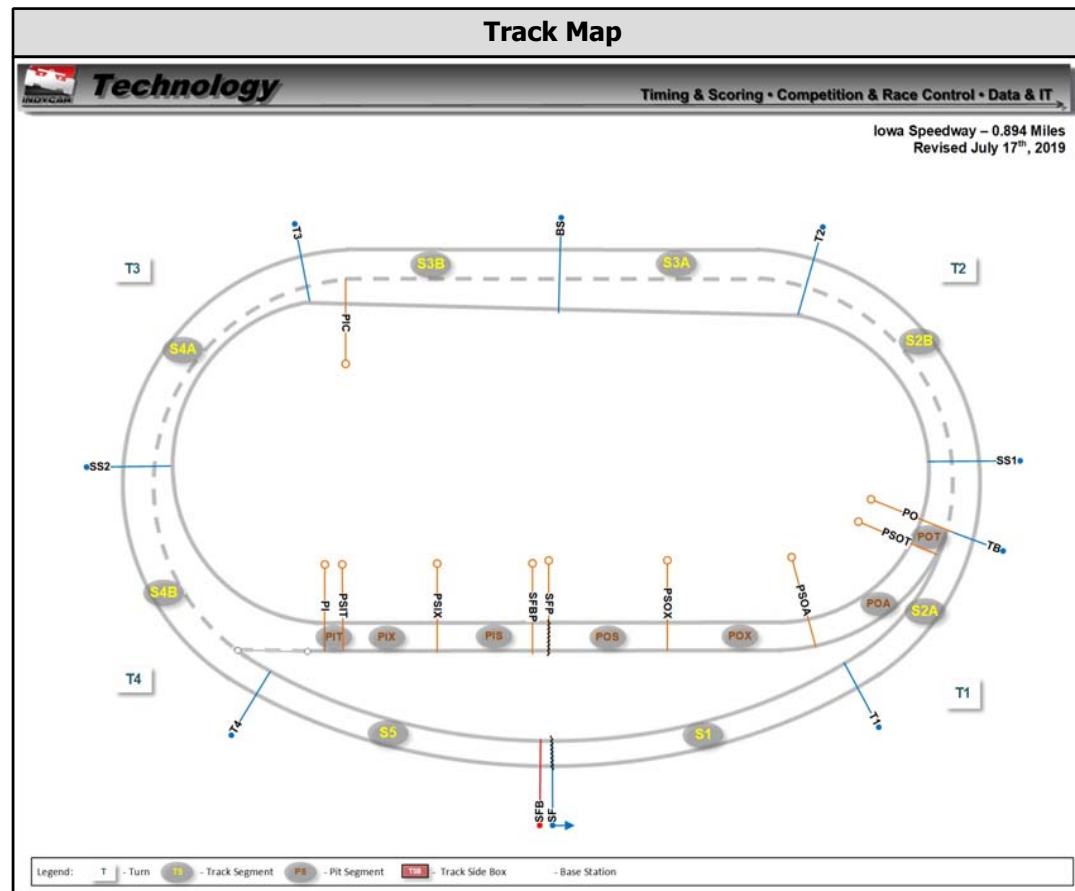 Track Map
INDYCAR
Technology
Timing & Scoring • Competition & Race Control • Data & IT
Iowa Speedway – 0.894 Miles
Revised July 17th, 2019
T3
BS
T2
T3
S3B
S3A
T2
PIC
S4A
S2B
SS2
SS1
PO
PSOT
POT
TB
PI
PSIT
PSIX
SFBP
SFP
PSOX
PSOA
S4B
POA
S2A
PIT
PIX
PIS
POS
POX
T4
T1
T4
S5
S1
T1
SFB
SF
Legend:
T
- Turn
TS
- Track Segment
PS
- Pit Segment
TSB
- Track Side Box
- Base Station